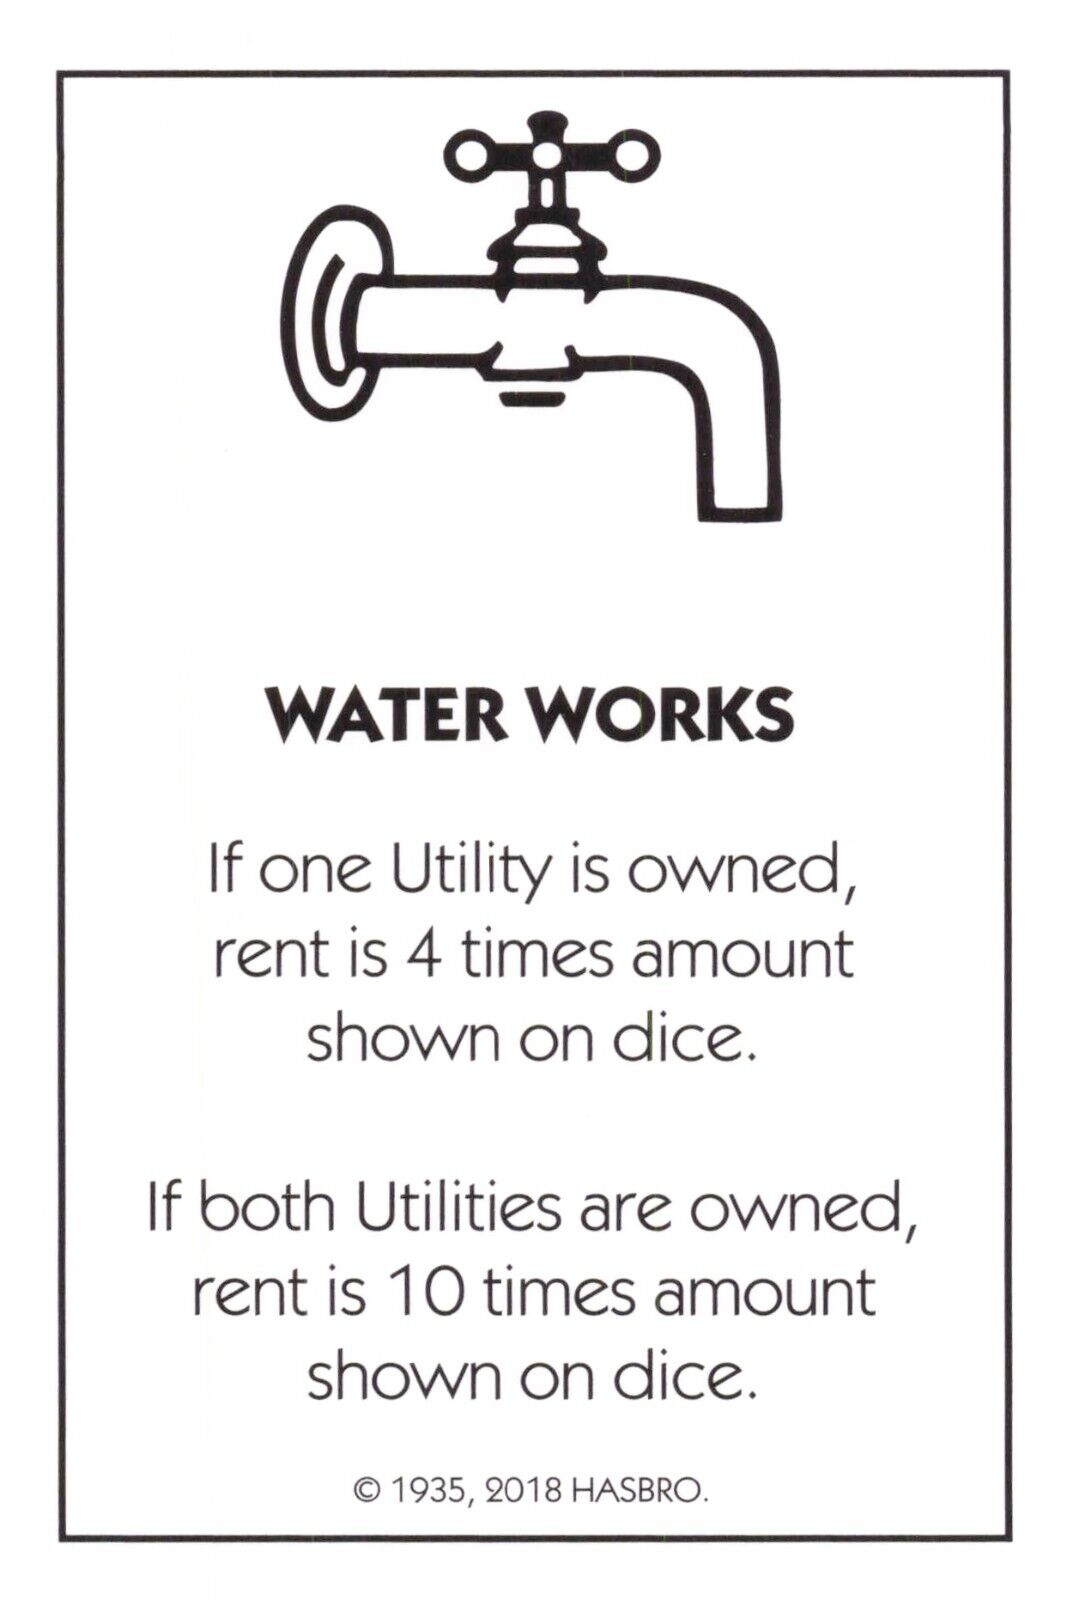 WATER WORKS
If one Utility is owned,
rent is 4 times amount
shown on dice.
If both Utilities are owned,
rent is 10 times amount
shown on dice.
© 1935, 2018 HASBRO.